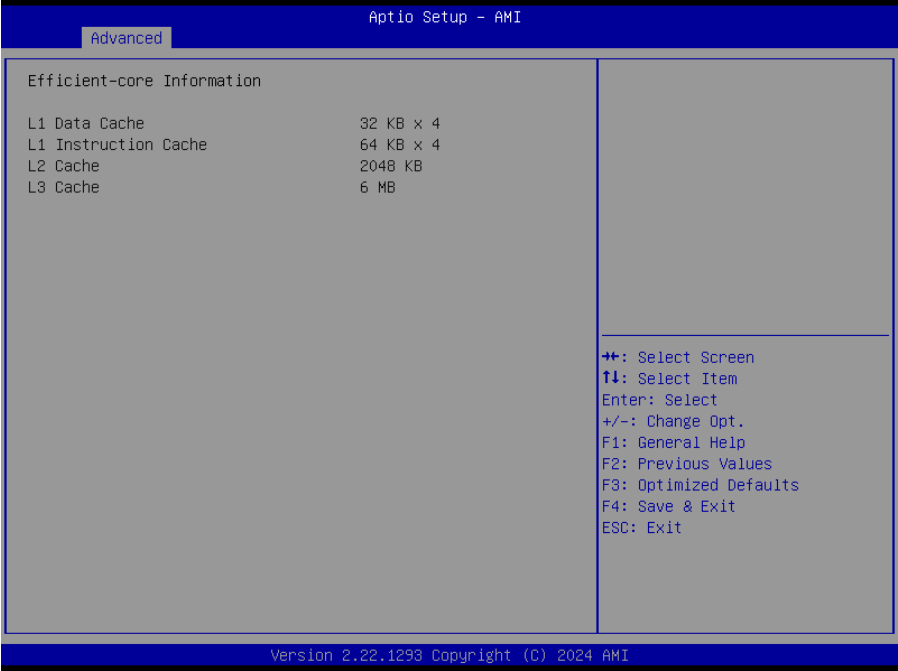 Aptio Setup – AMI
Advanced
Efficient-core Information
L1 Data Cache 32 KB x 4
L1 Instruction Cache 64 KB x 4
L2 Cache 2048 KB
L3 Cache 6 MB
→←: Select Screen
↑↓: Select Item
Enter: Select
+/-: Change Opt.
F1: General Help
F2: Previous Values
F3: Optimized Defaults
F4: Save & Exit
ESC: Exit
Version 2.22.1293 Copyright (C) 2024 AMI